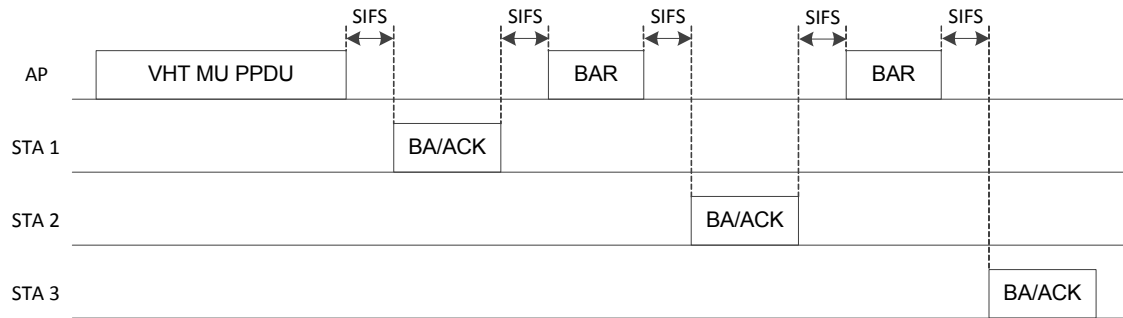 SIFS SIFS SIFS SIFS SIFS
AP VHT MU PPDU BAR BAR
STA 1 BA/ACK
STA 2 BA/ACK
STA 3 BA/ACK